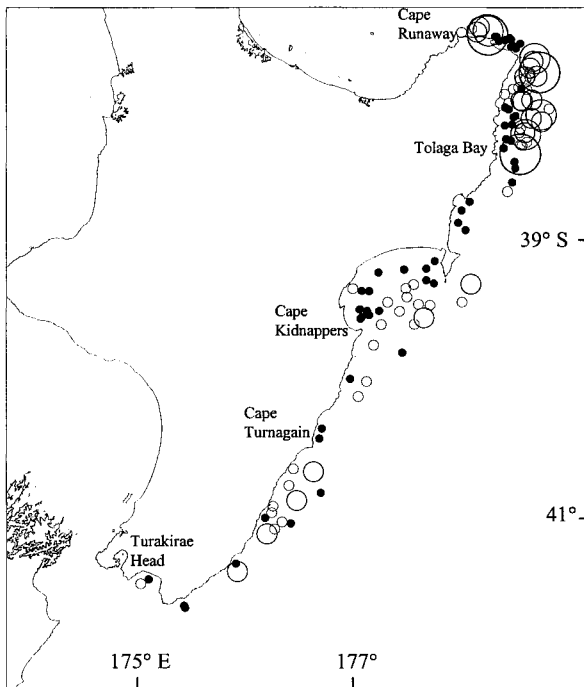 Cape
Runaway
Tolaga Bay
39° S
Cape
Kidnappers
Cape
Turnagain
41°
Turakirae
Head
175° E
177°